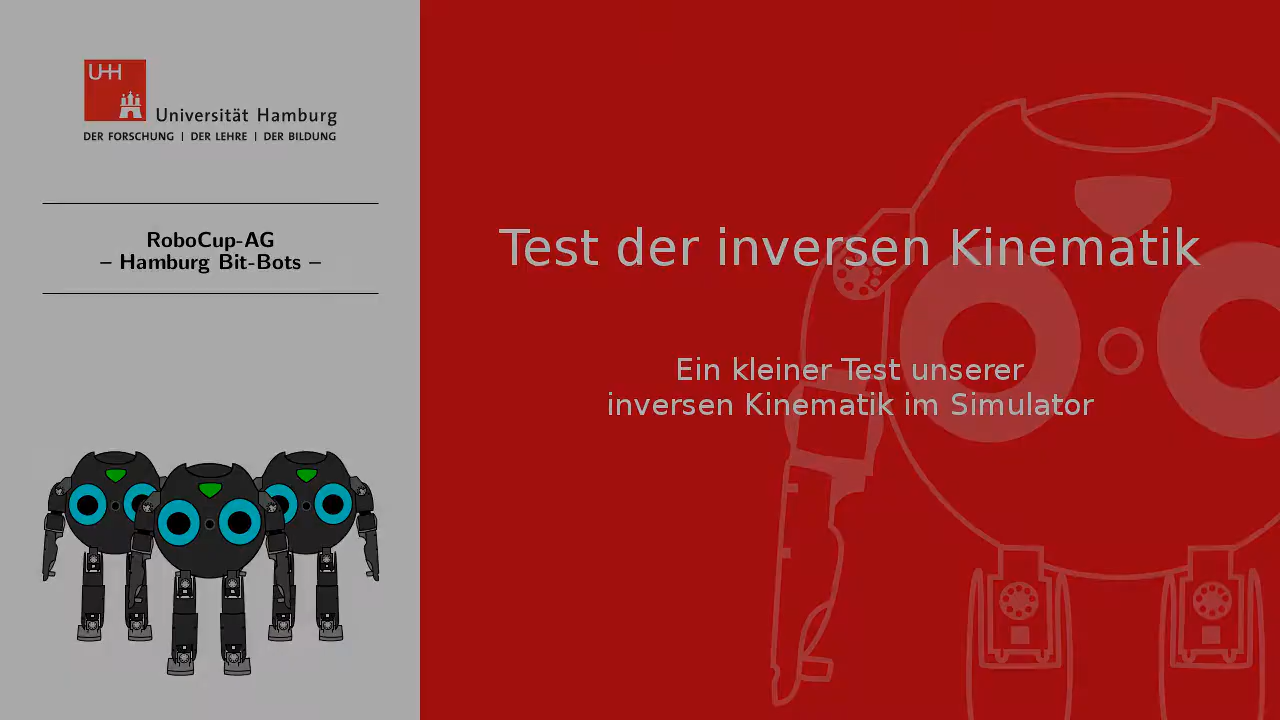 UHH
Universität Hamburg
DER FORSCHUNG | DER LEHRE | DER BILDUNG
RoboCup-AG
– Hamburg Bit-Bots –
Test der inversen Kinematik
Ein kleiner Test unserer
inversen Kinematik im Simulator